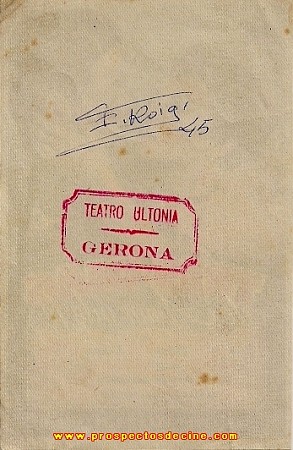 E. Roig
45
TEATRO ULTONIA
GERONA
www.prospectosdecine.com